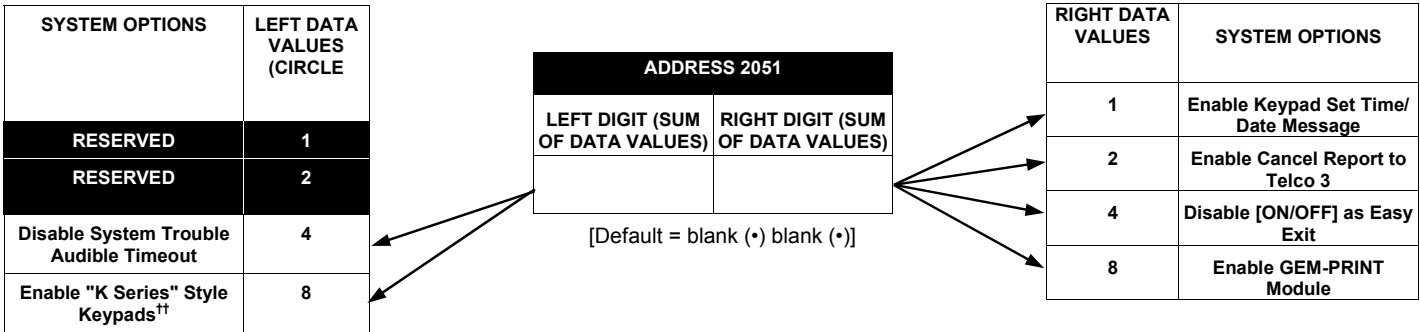 SYSTEM OPTIONS
LEFT DATA
VALUES
(CIRCLE
RESERVED
1
RESERVED
2
Disable System Trouble
Audible Timeout
4
Enable "K Series" Style
Keypads††
8
ADDRESS 2051
LEFT DIGIT (SUM
OF DATA VALUES)
RIGHT DIGIT (SUM
OF DATA VALUES)
[Default = blank (•) blank (•)]
RIGHT DATA
VALUES
SYSTEM OPTIONS
1
Enable Keypad Set Time/
Date Message
2
Enable Cancel Report to
Telco 3
4
Disable [ON/OFF] as Easy
Exit
8
Enable GEM-PRINT
Module